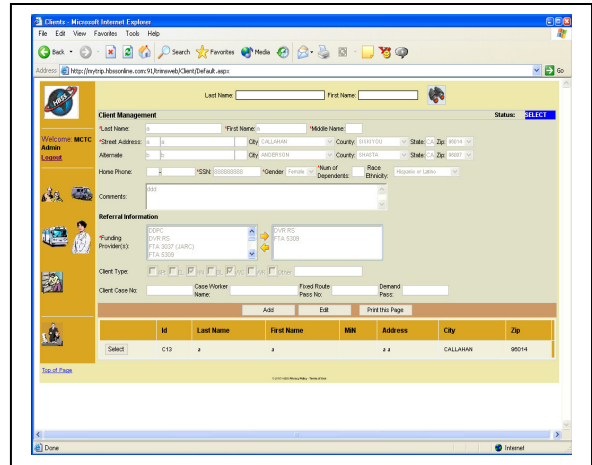 Clients - Microsoft Internet Explorer
File Edit View Favorites Tools Help
Back Search Favorites Media
Address http://mytrip.hbssonline.com:91/trimsweb/Client/Default.aspx Go
HBSS
Last Name: First Name:
Client Management Status: SELECT
Welcome: MCTC Admin
Logout
*Last Name: a *First Name: a *Middle Name:
*Street Address: a a City CALLAHAN County: SISKIYOU State: CA Zip: 96014
Alternate b b City ANDERSON County: SHASTA State: CA Zip: 96007
Home Phone: - *SSN: 888888888 *Gender: Female *Num of Dependents: Race Ethnicity: Hispanic or Latino
Comments: ddd
Referral Information
*Funding Provider(s):
DDPC
DVR RS
FTA 3037 (JARC)
FTA 5309
DVR RS
FTA 5309
Client Type: Other
Client Case No: Case Worker Name: Fixed Route Pass No: Demand Pass:
Add Edit Print this Page
Id Last Name First Name MiN Address City Zip
Select C13 a a a a CALLAHAN 96014
Top of Page
Done Internet